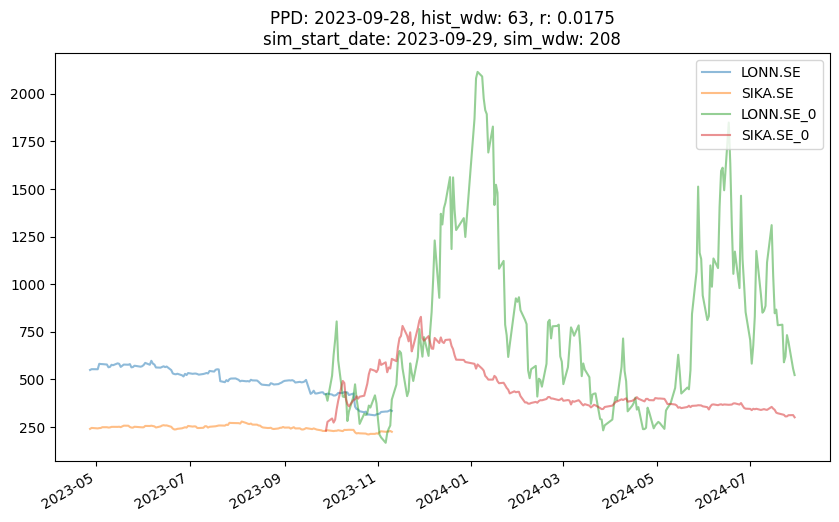 PPD: 2023-09-28, hist_wdw: 63, r: 0.0175
sim_start_date: 2023-09-29, sim_wdw: 208
LONN.SE
SIKA.SE
LONN.SE_0
SIKA.SE_0
2000
1750
1500
1250
1000
750
500
250
2023-05
2023-07
2023-09
2023-11
2024-01
2024-03
2024-05
2024-07